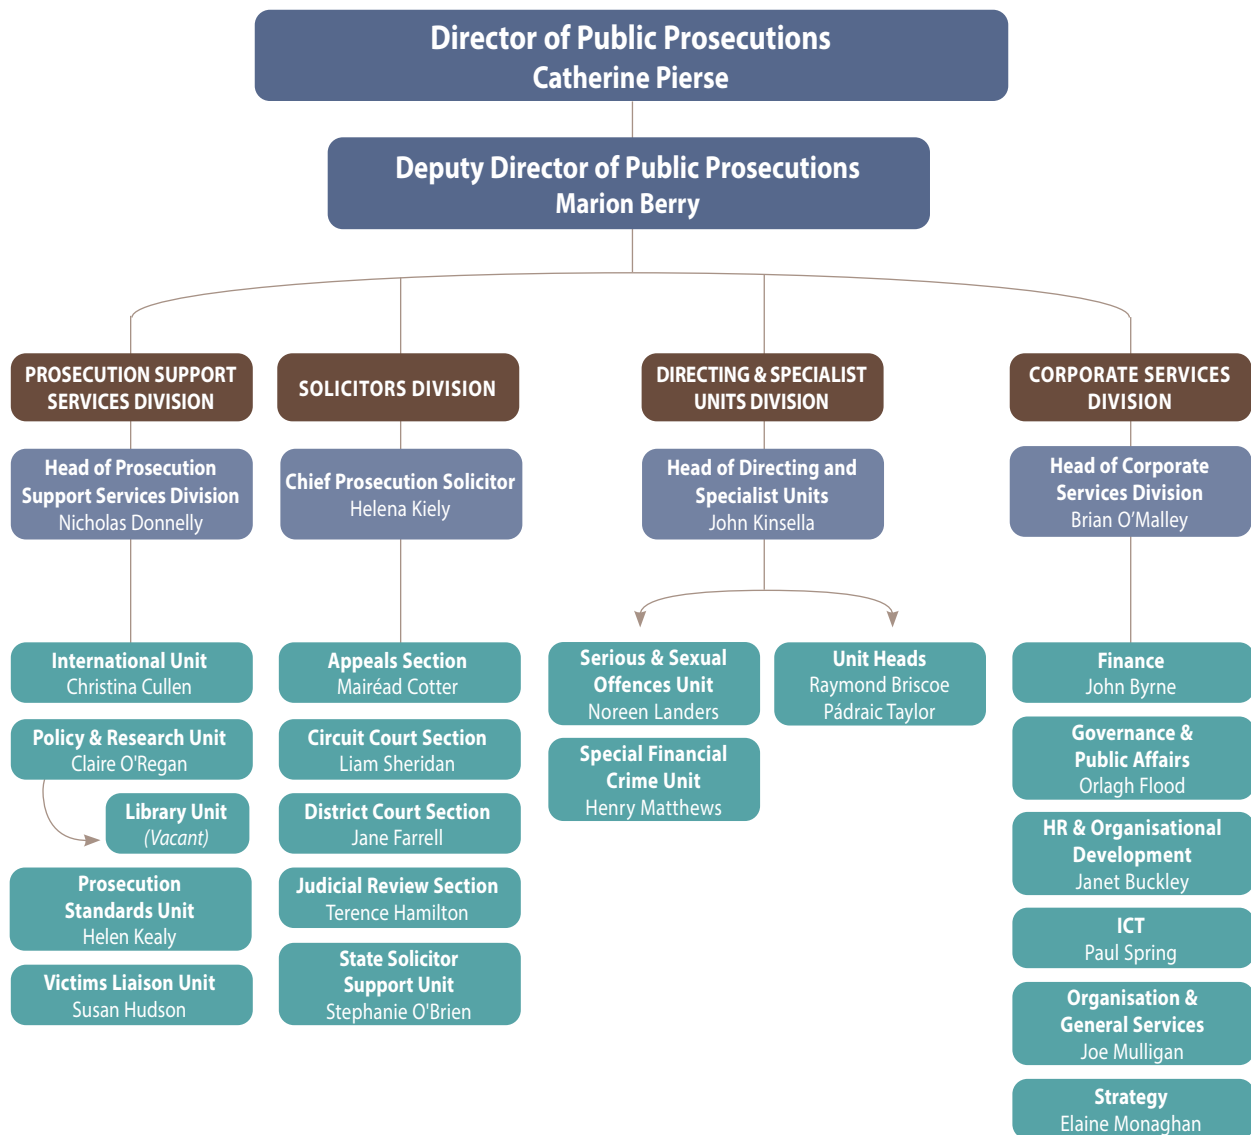 Director of Public Prosecutions
Catherine Pierse
Deputy Director of Public Prosecutions
Marion Berry
PROSECUTION SUPPORT
SERVICES DIVISION
Head of Prosecution
Support Services Division
Nicholas Donnelly
International Unit
Christina Cullen
Policy & Research Unit
Claire O'Regan
Library Unit
(Vacant)
Prosecution
Standards Unit
Helen Kealy
Victims Liaison Unit
Susan Hudson
SOLICITORS DIVISION
Chief Prosecution Solicitor
Helena Kiely
Appeals Section
Mairéad Cotter
Circuit Court Section
Liam Sheridan
District Court Section
Jane Farrell
Judicial Review Section
Terence Hamilton
State Solicitor
Support Unit
Stephanie O'Brien
DIRECTING & SPECIALIST
UNITS DIVISION
Head of Directing and
Specialist Units
John Kinsella
Serious & Sexual
Offences Unit
Noreen Landers
Special Financial
Crime Unit
Henry Matthews
Unit Heads
Raymond Briscoe
Pádraic Taylor
CORPORATE SERVICES
DIVISION
Head of Corporate
Services Division
Brian O’Malley
Finance
John Byrne
Governance &
Public Affairs
Orlagh Flood
HR & Organisational
Development
Janet Buckley
ICT
Paul Spring
Organisation &
General Services
Joe Mulligan
Strategy
Elaine Monaghan